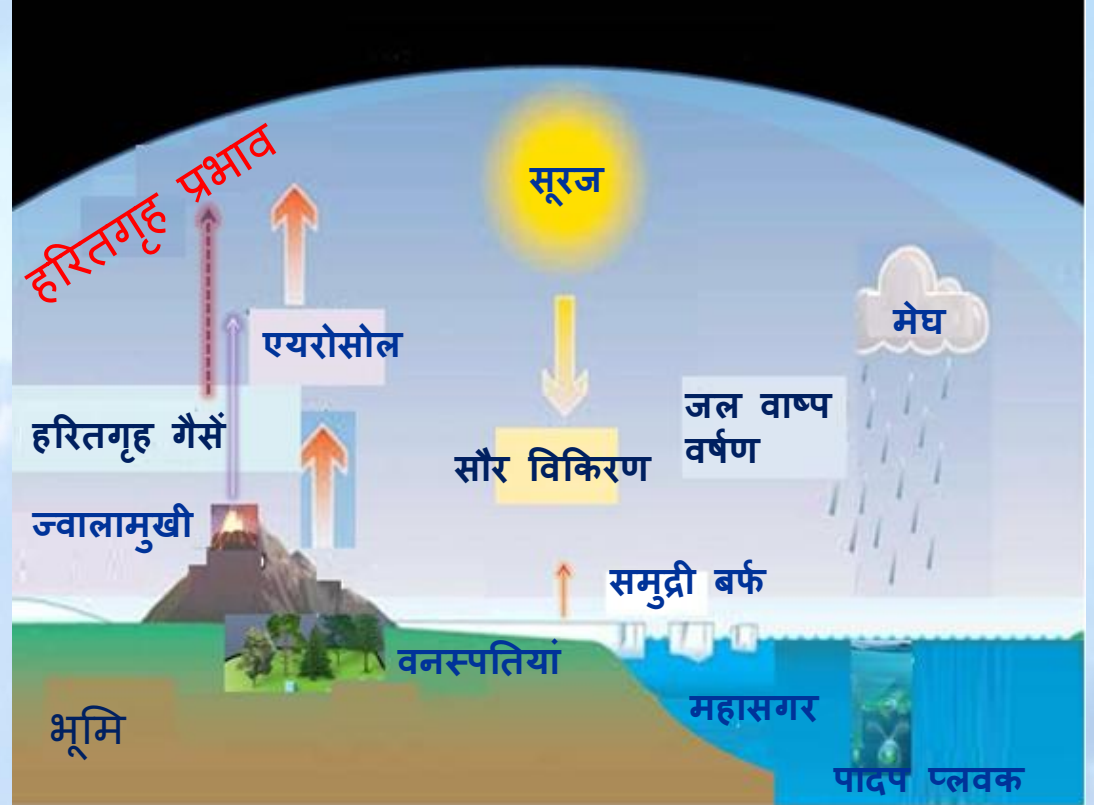 हरितगृह प्रभाव
सूरज
मेघ
एयरोसोल
जल वाष्प
वर्षण
हरितगृह गैसें
सौर विकिरण
ज्वालामुखी
समुद्री बर्फ
वनस्पतियां
महासगर
भूमि
पादप प्लवक